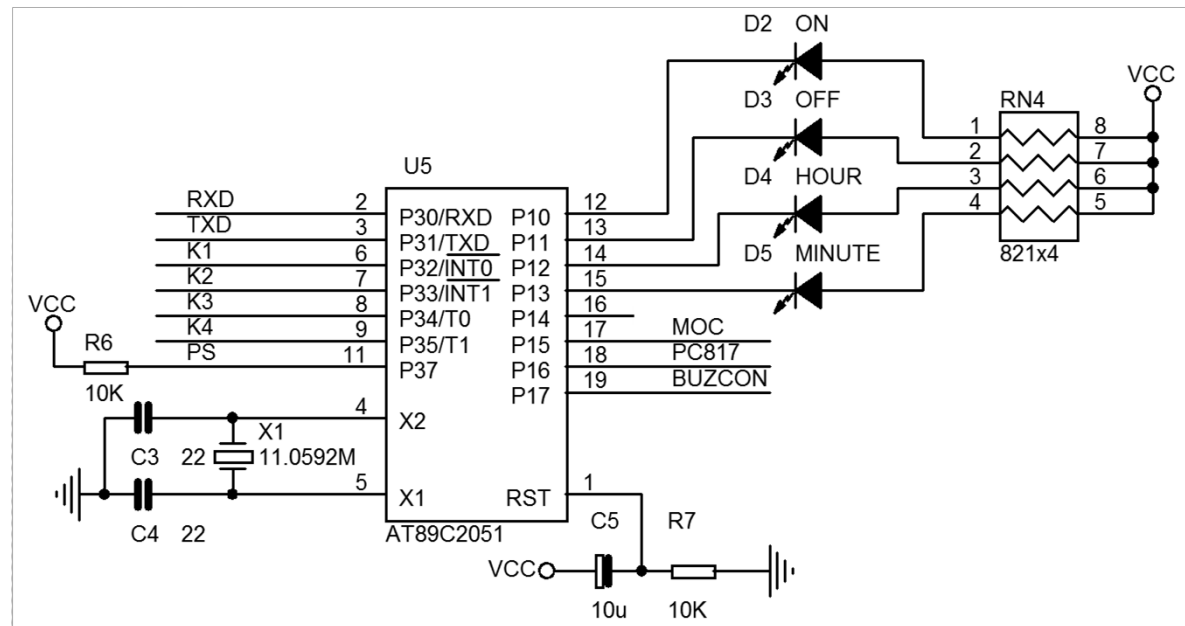 D2 ON
VCC
D3 OFF
RN4
1 8
2 7
D4 HOUR
3 6
4 5
D5 MINUTE
821x4
U5
RXD 2 P30/RXD P10 12
TXD 3 P31/TXD P11 13
K1 6 P32/INT0 P12 14
K2 7 P33/INT1 P13 15
K3 8 P34/T0 P14 16
K4 9 P35/T1 P15 17 MOC
PS 11 P37 P16 18 PC817
P17 19 BUZCON
VCC
R6
10K
4 X2
X1
C3 22 11.0592M
5 X1 RST 1
C4 22
AT89C2051
C5 R7
VCC
10u 10K